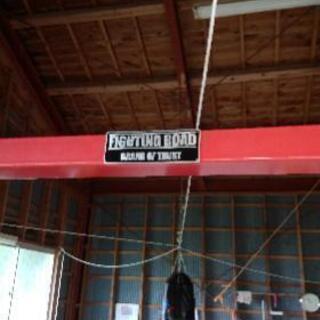 FIGHTING ROAD
BRAND OF TRUST